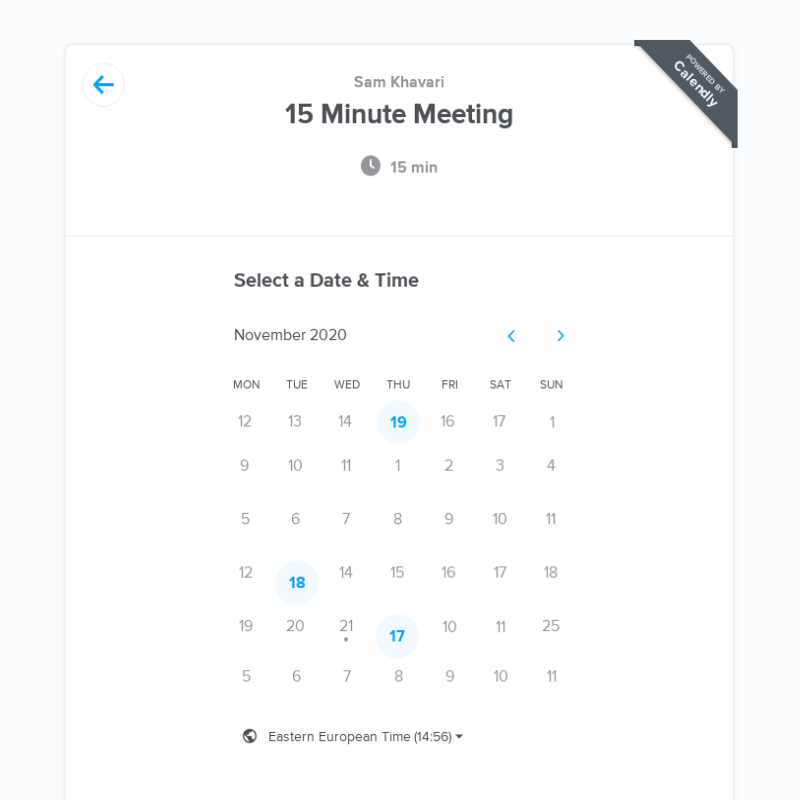 Sam Khavari
15 Minute Meeting
POWERED BY
Calendly
15 min
Select a Date & Time
November 2020
MON TUE WED THU FRI SAT SUN
12 13 14 19 16 17 1
9 10 11 1 2 3 4
5 6 7 8 9 10 11
12 18 14 15 16 17 18
19 20 21 17 10 11 25
5 6 7 8 9 10 11
Eastern European Time (14:56)